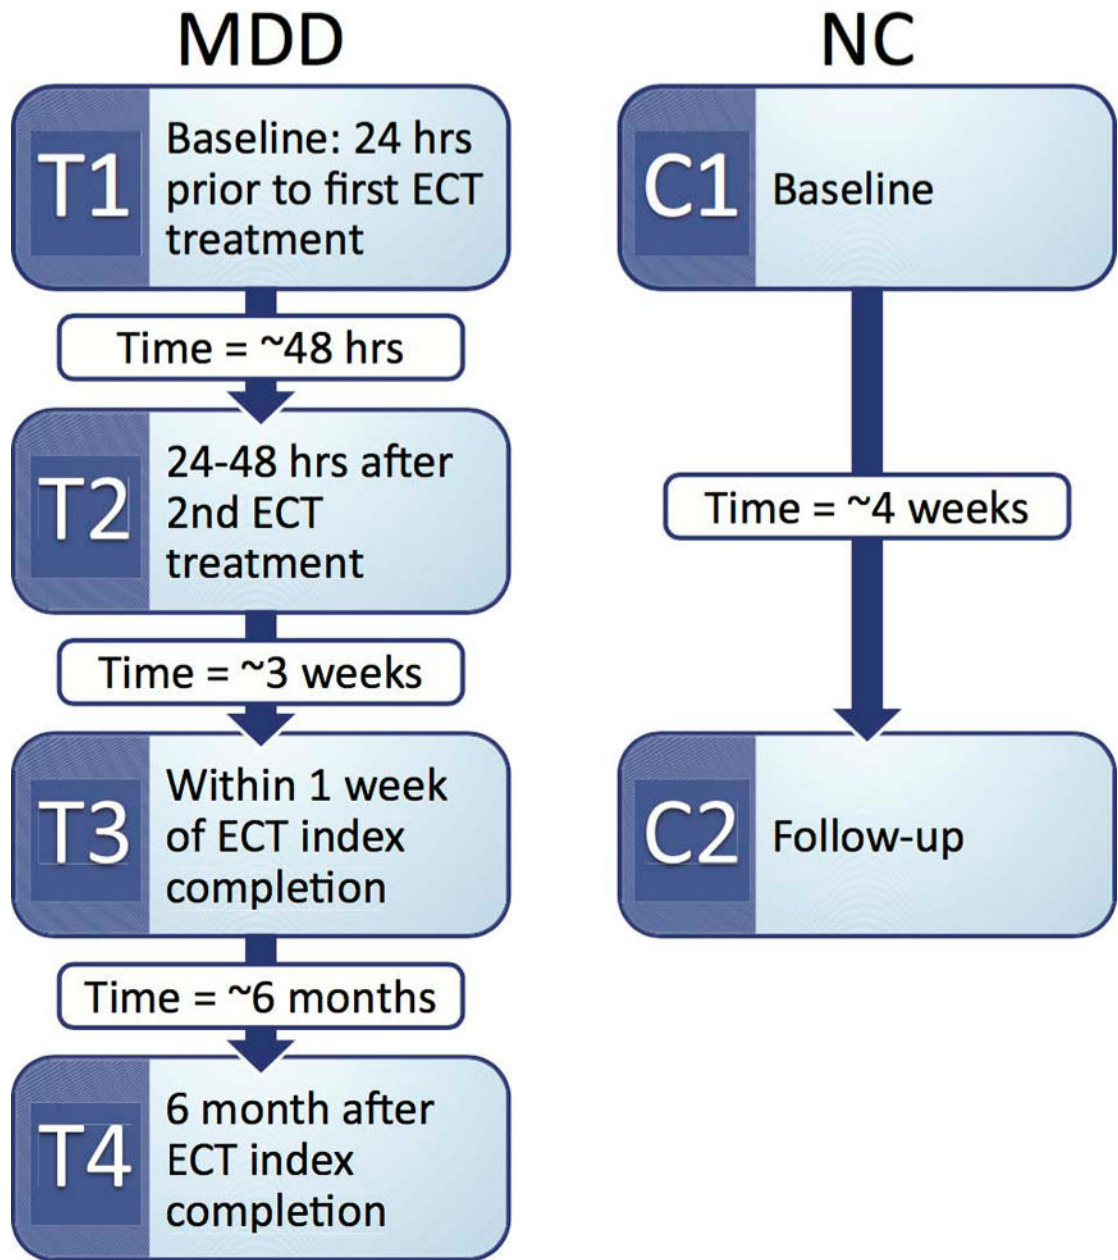 MDD
T1
Baseline: 24 hrs
prior to first ECT
treatment
Time = ~48 hrs
T2
24-48 hrs after
2nd ECT
treatment
Time = ~3 weeks
T3
Within 1 week
of ECT index
completion
Time = ~6 months
T4
6 month after
ECT index
completion
NC
C1
Baseline
Time = ~4 weeks
C2
Follow-up